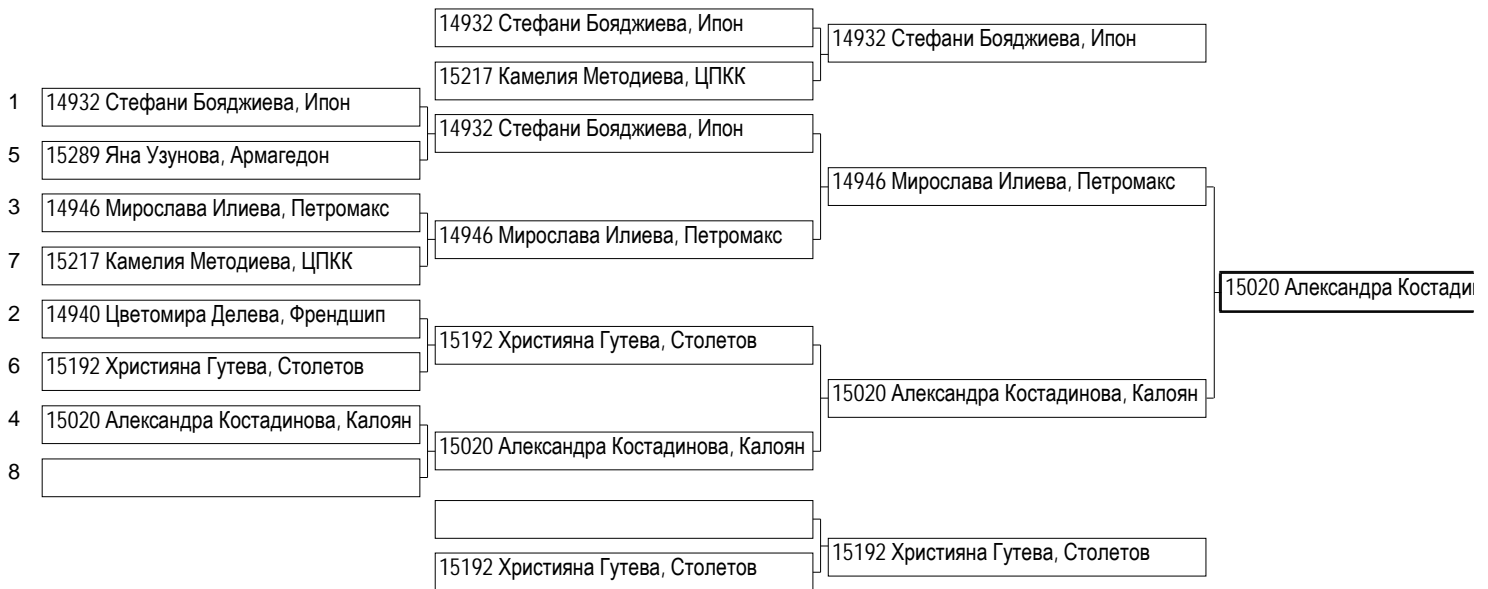 14932 Стефани Бояджиева, Ипон
14932 Стефани Бояджиева, Ипон
15217 Камелия Методиева, ЦПКК
1 14932 Стефани Бояджиева, Ипон
14932 Стефани Бояджиева, Ипон
5 15289 Яна Узунова, Армагедон
14946 Мирослава Илиева, Петромакс
3 14946 Мирослава Илиева, Петромакс
14946 Мирослава Илиева, Петромакс
7 15217 Камелия Методиева, ЦПКК
15020 Александра
2 14940 Цветомира Делева, Френдшип
15192 Християна Гутева, Столетов
6 15192 Християна Гутева, Столетов
15020 Александра Костадинова, Калоян
4 15020 Александра Костадинова, Калоян
15020 Александра Костадинова, Калоян
8
15192 Християна Гутева, Столетов
15192 Християна Гутева, Столетов